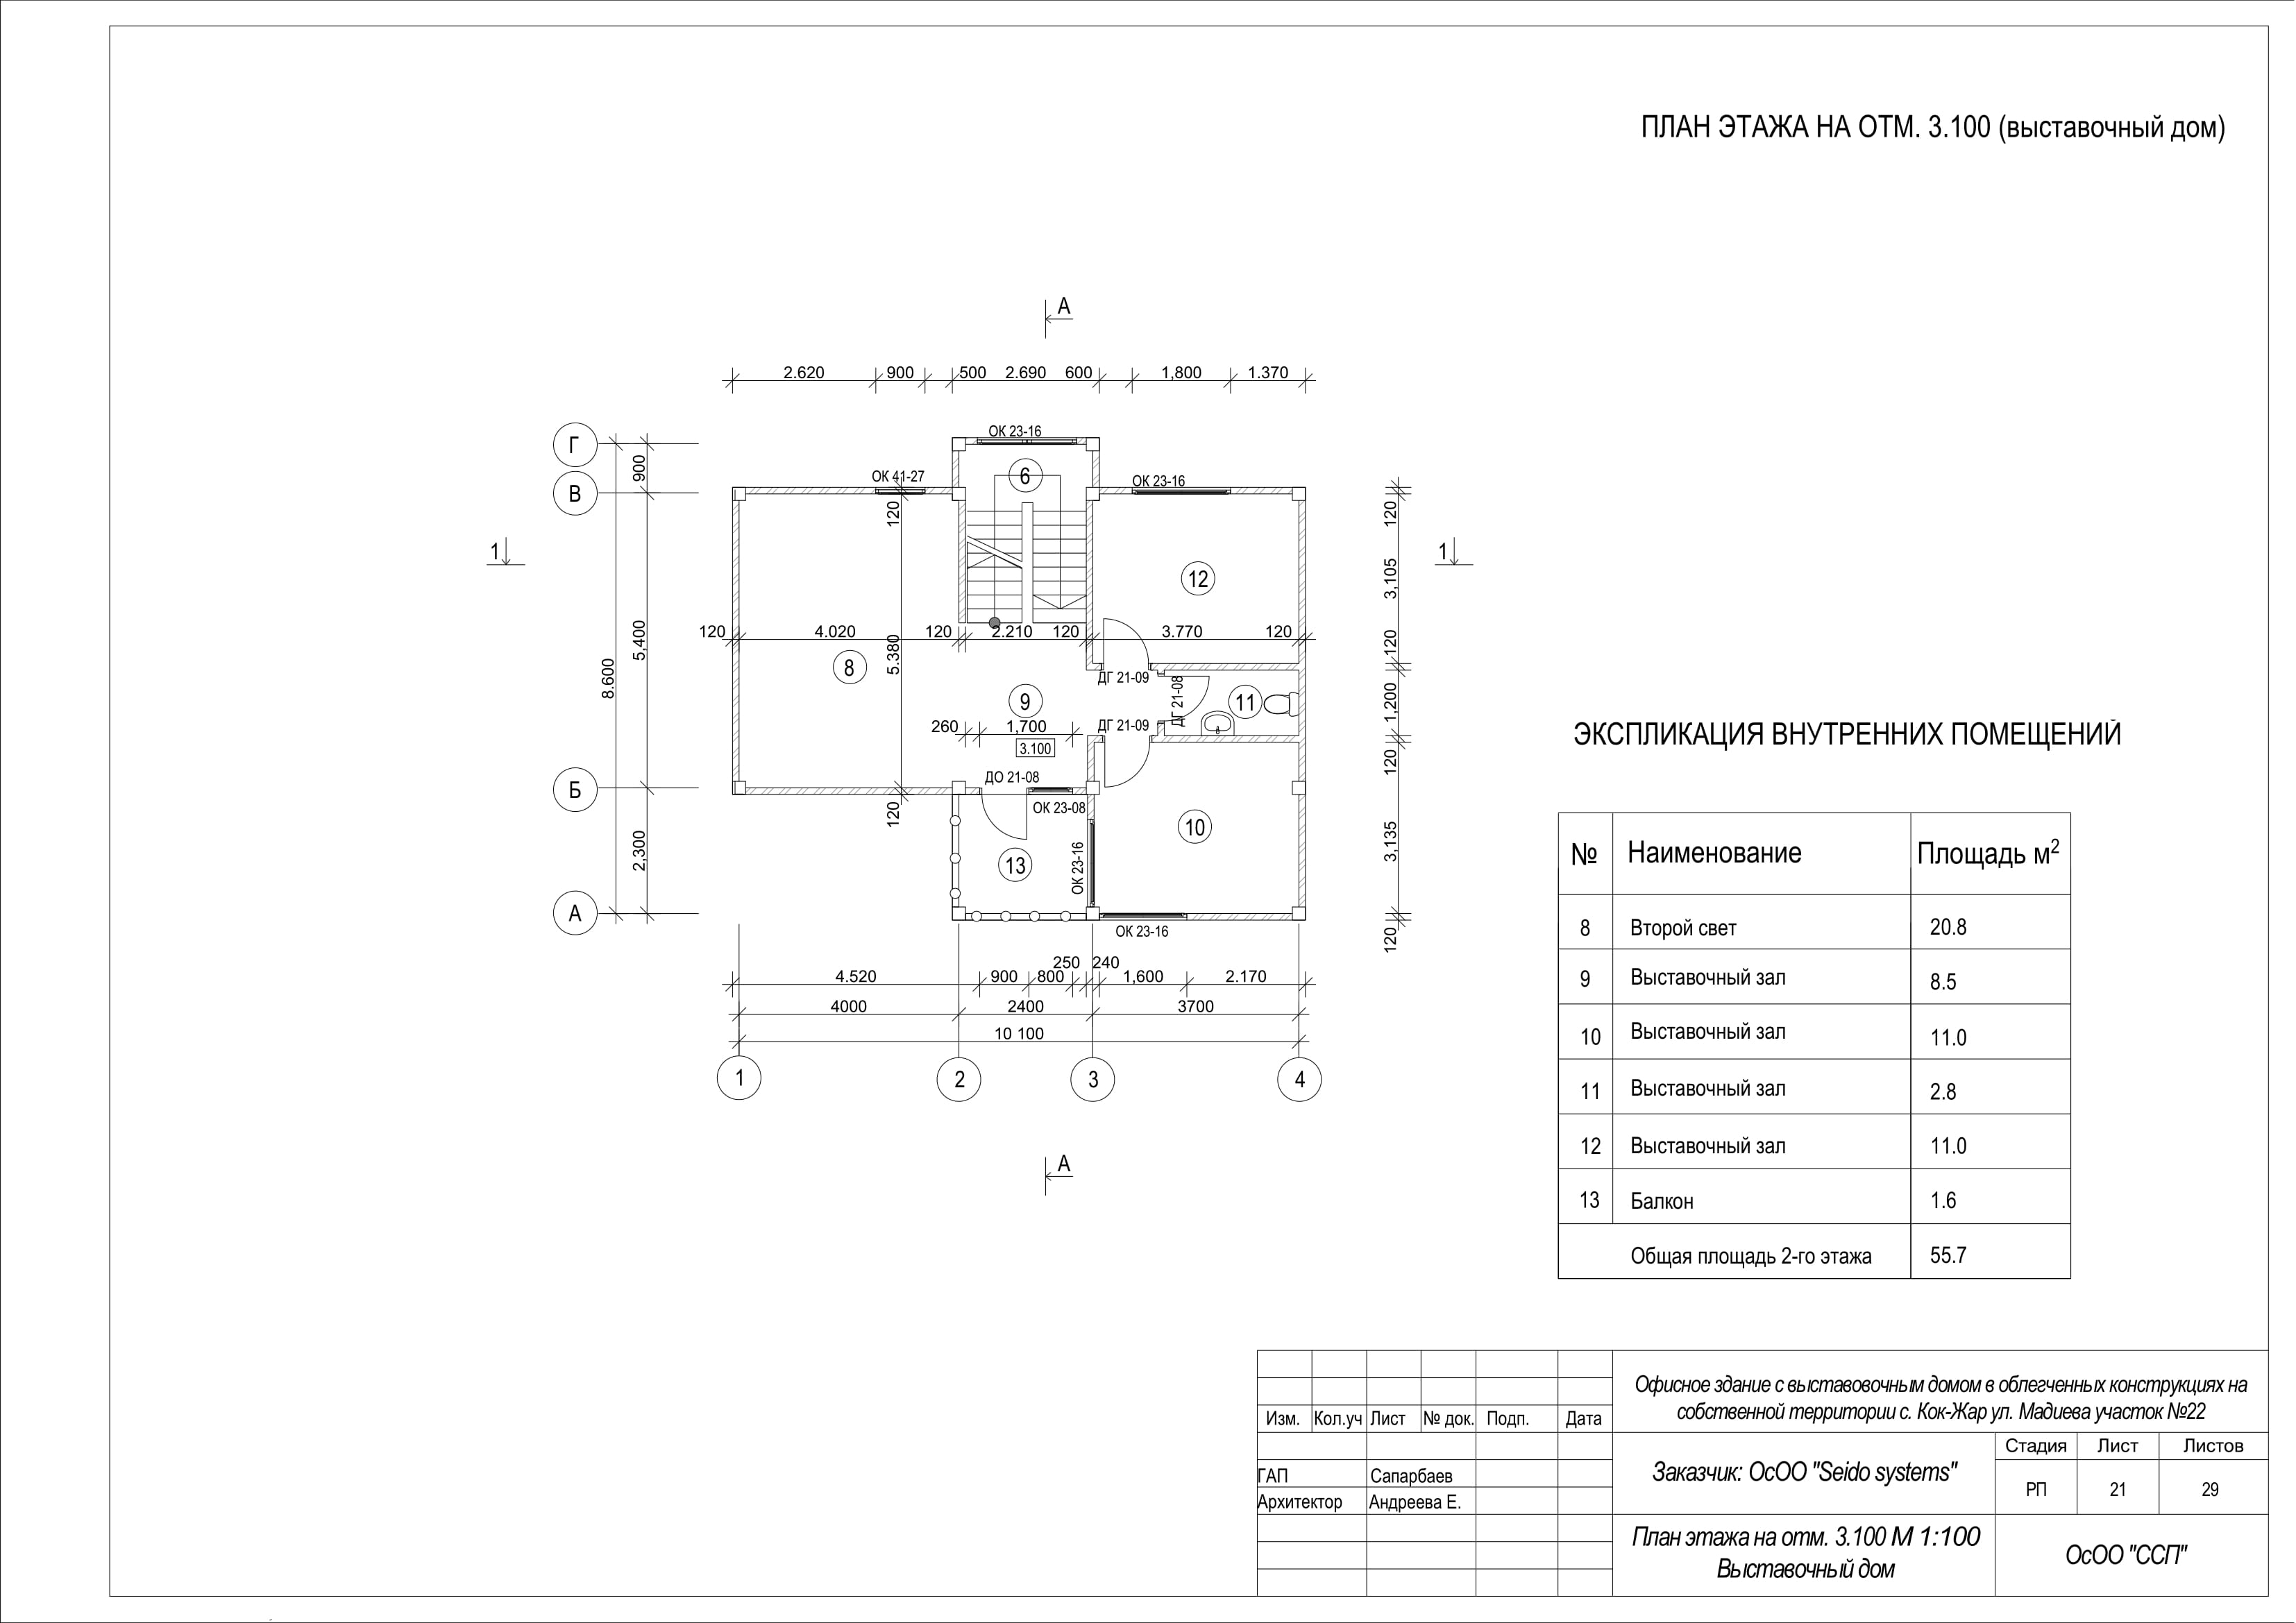 ПЛАН ЭТАЖА НА ОТМ. 3.100 (выставочный дом)
А
2.620 900 500 2.690 600 1,800 1.370
ОК 23-16
Г
900
6
ОК 41-27
ОК 23-16
В
120
120
1
1
3,105
12
120 4.020 120 2.210 120 3.770 120
120
5,400
5.380
8.600
8
ДГ 21-09
ДГ 21-08
9
11
1,200
260 1,700
ДГ 21-09
3.100
120
ДО 21-08
Б
ОК 23-08
120
10
2,300
3,135
13
ОК 23-16
А
ОК 23-16
120
250 240
4.520 900 800 1,600 2.170
4000 2400 3700
10 100
1 2 3 4
А
ЭКСПЛИКАЦИЯ ВНУТРЕННИХ ПОМЕЩЕНИЙ
№ Наименование Площадь м2
8 Второй свет 20.8
9 Выставочный зал 8.5
10 Выставочный зал 11.0
11 Выставочный зал 2.8
12 Выставочный зал 11.0
13 Балкон 1.6
Общая площадь 2-го этажа 55.7
Офисное здание с выставовочным домом в облегченных конструкциях на
собственной территории с. Кок-Жар ул. Мадиева участок №22
Изм. Кол.уч Лист № док. Подп. Дата
Заказчик: ОсОО "Seido systems"
Стадия Лист Листов
РП 21 29
ГАП Сапарбаев
Архитектор Андреева Е.
План этажа на отм. 3.100 М 1:100
Выставочный дом
ОсОО "ССП"